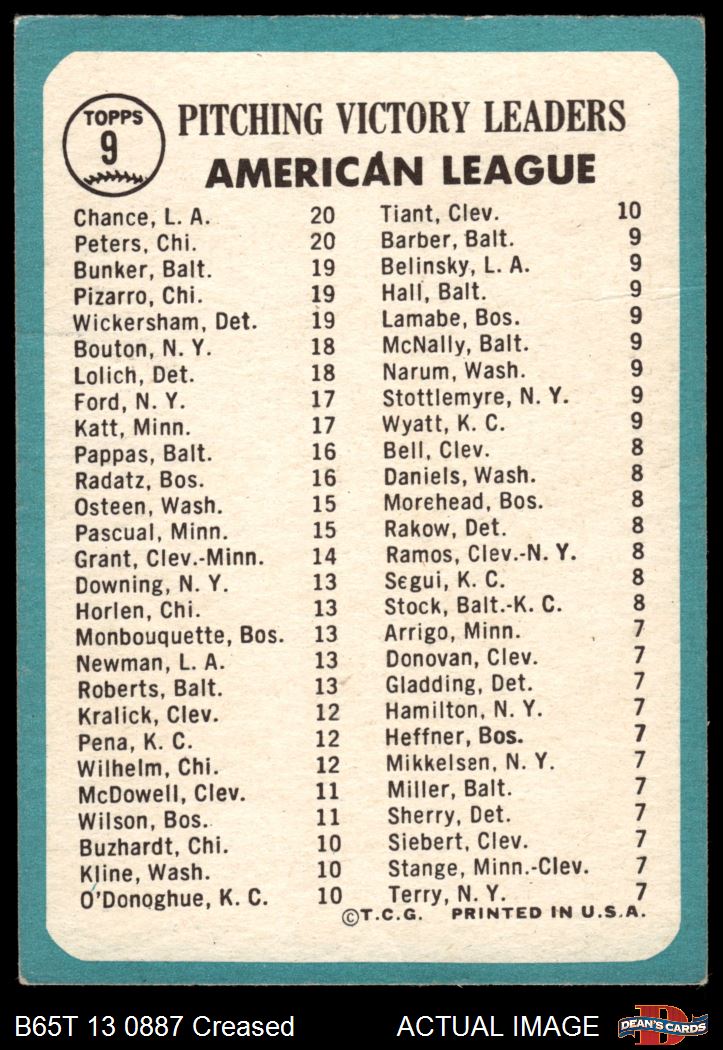 TOPPS
9
PITCHING VICTORY LEADERS
AMERICAN LEAGUE
Chance, L. A. 20
Peters, Chi. 20
Bunker, Balt. 19
Pizarro, Chi. 19
Wickersham, Det. 19
Bouton, N. Y. 18
Lolich, Det. 18
Ford, N. Y. 17
Katt, Minn. 17
Pappas, Balt. 16
Radatz, Bos. 16
Osteen, Wash. 15
Pascual, Minn. 15
Grant, Clev.-Minn. 14
Downing, N. Y. 13
Horlen, Chi. 13
Monbouquette, Bos. 13
Newman, L. A. 13
Roberts, Balt. 13
Kralick, Clev. 12
Pena, K. C. 12
Wilhelm, Chi. 12
McDowell, Clev. 11
Wilson, Bos. 11
Buzhardt, Chi. 10
Kline, Wash. 10
O'Donoghue, K. C. 10
Tiant, Clev. 10
Barber, Balt. 9
Belinsky, L. A. 9
Hall, Balt. 9
Lamabe, Bos. 9
McNally, Balt. 9
Narum, Wash. 9
Stottlemyre, N. Y. 9
Wyatt, K. C. 9
Bell, Clev. 8
Daniels, Wash. 8
Morehead, Bos. 8
Rakow, Det. 8
Ramos, Clev.-N. Y. 8
Segui, K. C. 8
Stock, Balt.-K. C. 8
Arrigo, Minn. 7
Donovan, Clev. 7
Gladding, Det. 7
Hamilton, N. Y. 7
Heffner, Bos. 7
Mikkelsen, N. Y. 7
Miller, Balt. 7
Sherry, Det. 7
Siebert, Clev. 7
Stange, Minn.-Clev. 7
Terry, N. Y. 7
©T.C.G. PRINTED IN U.S.A.
B65T 13 0887 Creased
ACTUAL IMAGE
DEAN'S CARDS